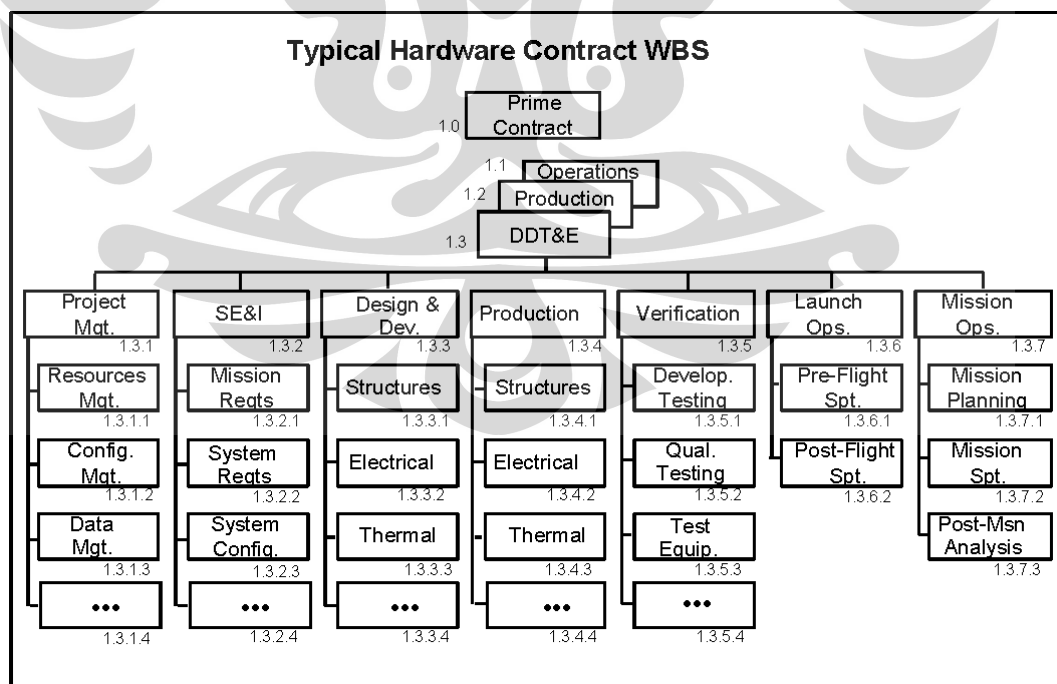 Typical Hardware Contract WBS
Prime
Contract
1.0
1.1
Operations
1.2
Production
1.3
DDT&E
Project
Mgt.
1.3.1
SE&I
1.3.2
Design &
Dev.
1.3.3
Production
1.3.4
Verification
1.3.5
Launch
Ops.
1.3.6
Mission
Ops.
1.3.7
Resources
Mgt.
1.3.1.1
Mission
Reqts
1.3.2.1
Structures
1.3.3.1
Structures
1.3.4.1
Develop.
Testing
1.3.5.1
Pre-Flight
Spt.
1.3.6.1
Mission
Planning
1.3.7.1
Config.
Mgt.
1.3.1.2
System
Reqts
1.3.2.2
Electrical
1.3.3.2
Electrical
1.3.4.2
Qual.
Testing
1.3.5.2
Post-Flight
Spt.
1.3.6.2
Mission
Spt.
1.3.7.2
Data
Mgt.
1.3.1.3
System
Config.
1.3.2.3
Thermal
1.3.3.3
Thermal
1.3.4.3
Test
Equip.
1.3.5.3
Post-Msn
Analysis
1.3.7.3
•••
1.3.1.4
•••
1.3.2.4
•••
1.3.3.4
•••
1.3.4.4
•••
1.3.5.4